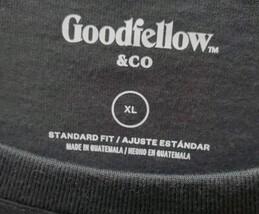 Goodfellow™
&CO
XL
STANDARD FIT / AJUSTE ESTÁNDAR
MADE IN GUATEMALA / HECHO EN GUATEMALA